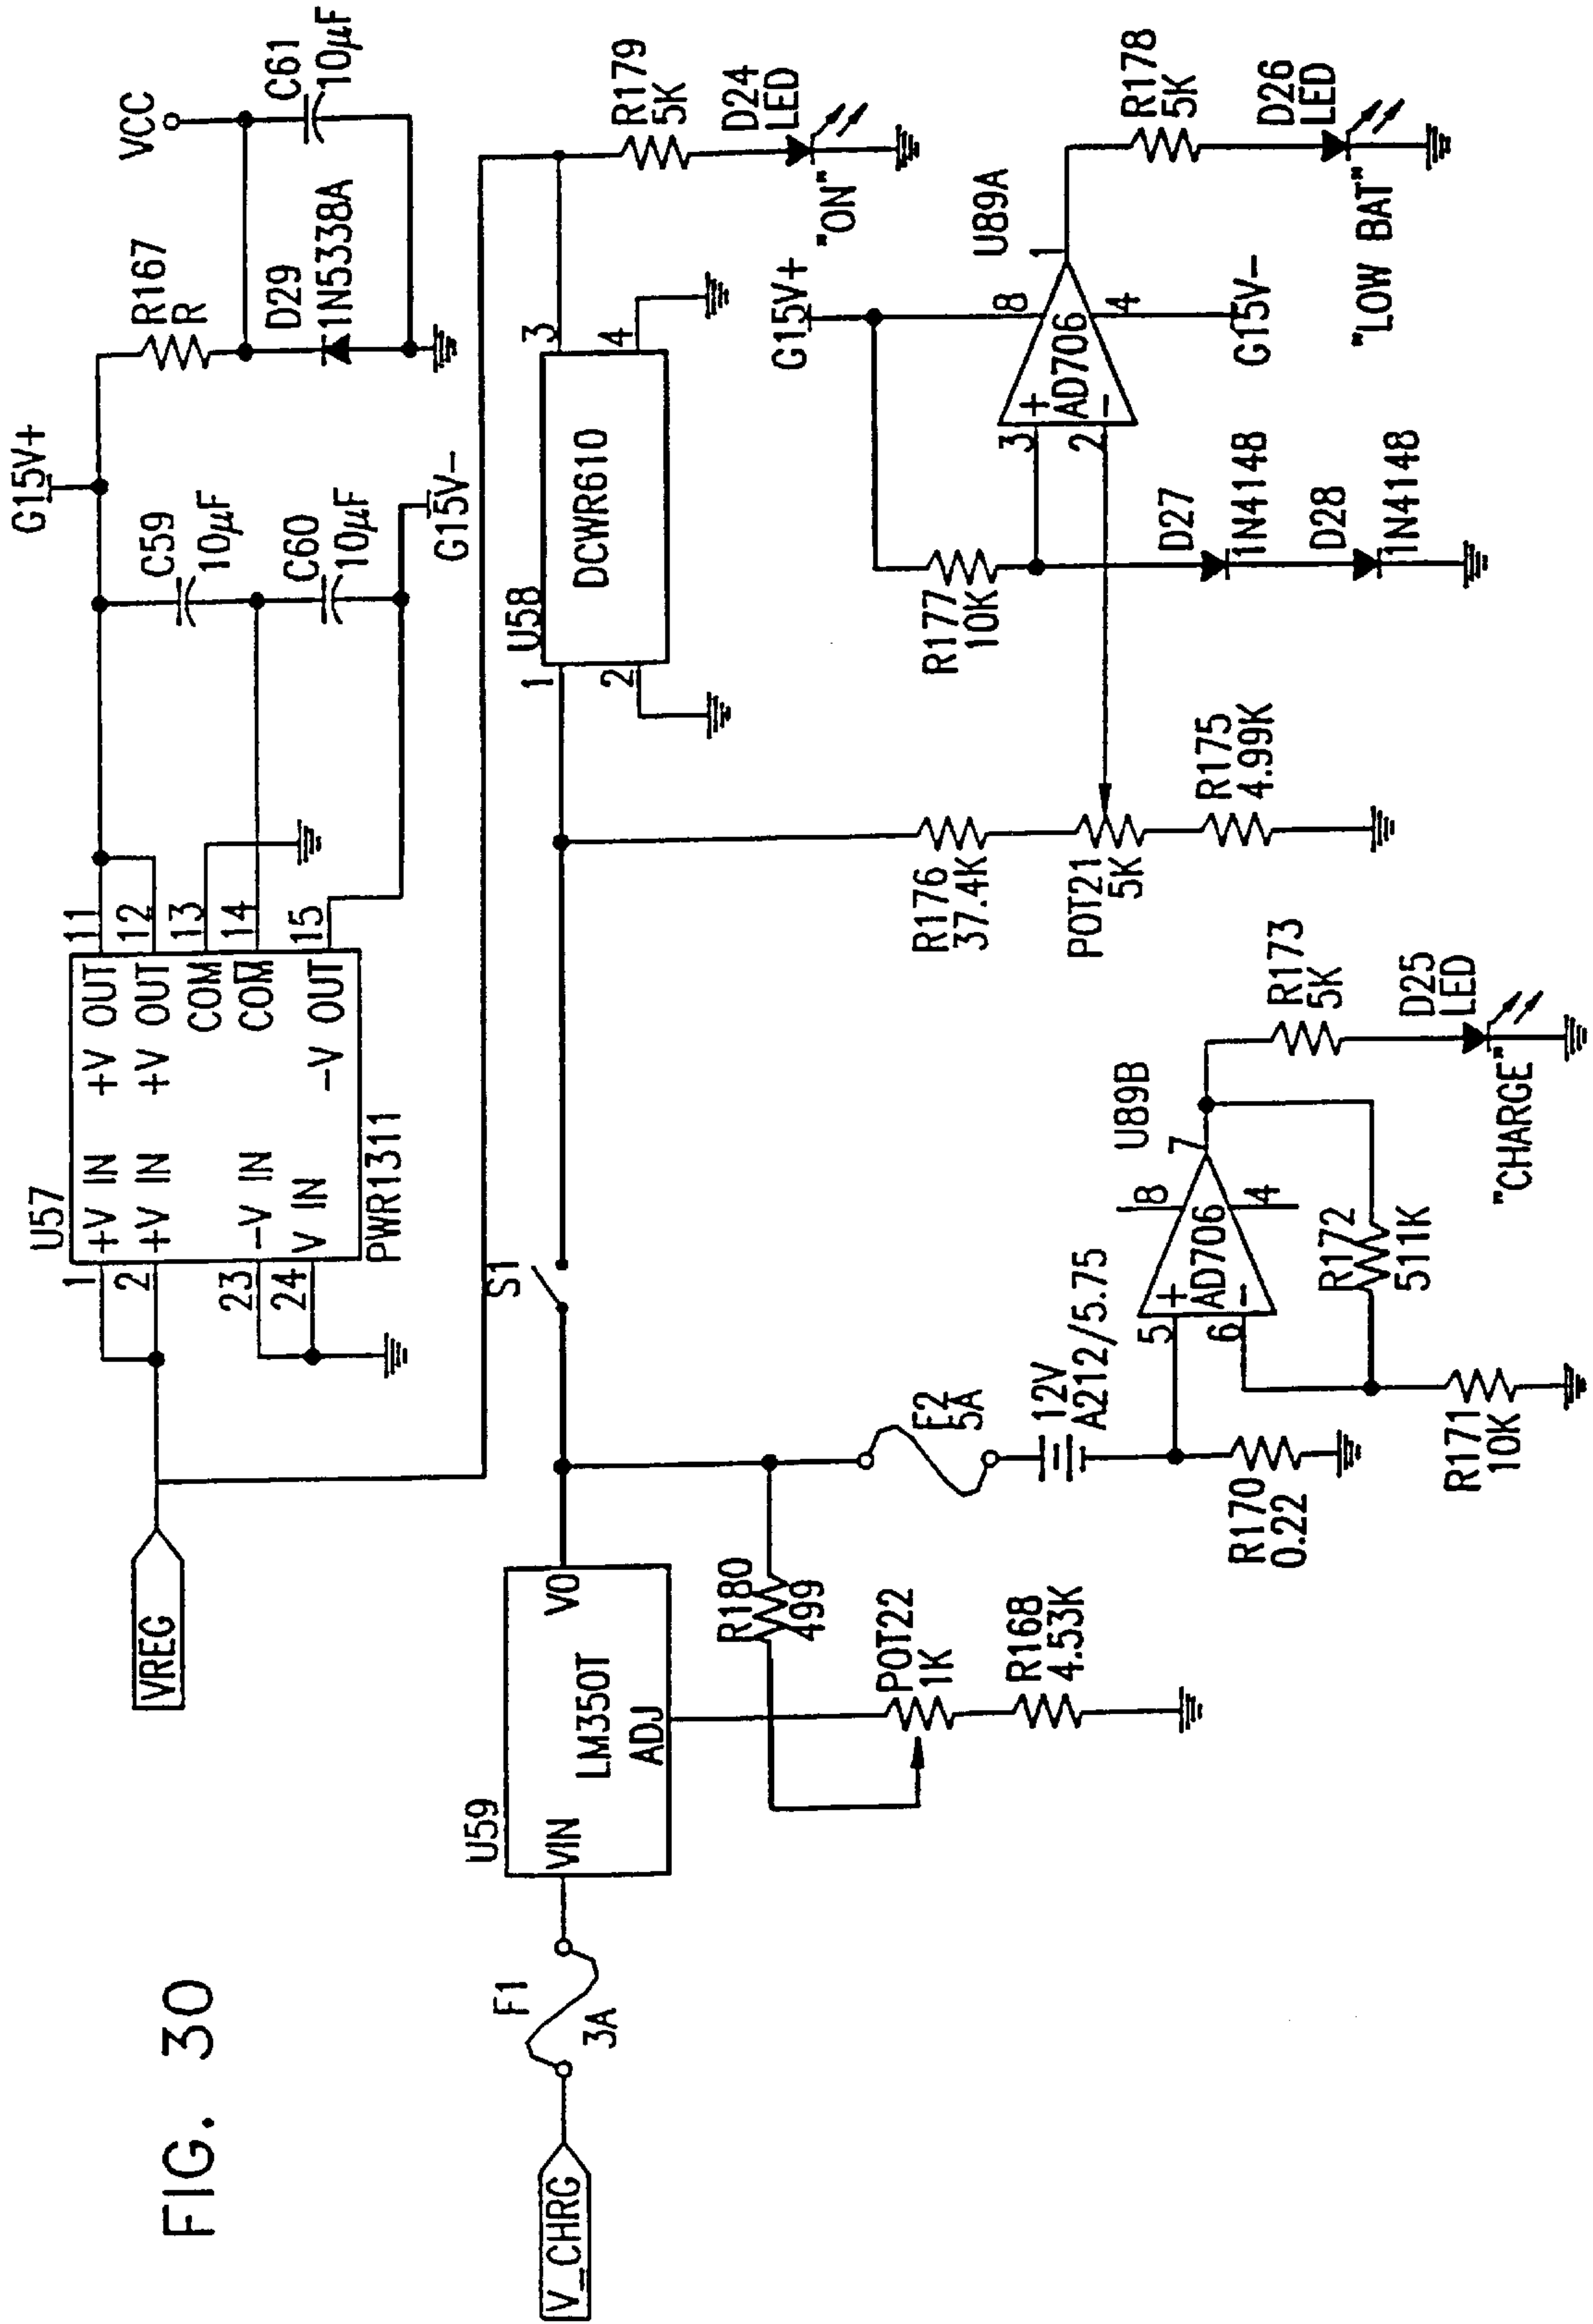 FIG. 30
G15V+
VCC
R167
R
C61
10µF
D29
1N5338A
C59
10µF
C60
10µF
G15V-
U57
1
+V IN
+V OUT
11
2
+V IN
+V OUT
12
COM
13
23
-V IN
COM
14
24
V IN
-V OUT
15
PWR1311
VREG
U58
1
3
2
4
DCWR610
R179
5K
D24
LED
"ON"
V_CHRG
F1
3A
U59
VIN
VO
LM350T
ADJ
S1
R180
499
POT22
1K
R168
4.53K
F2
5A
12V
A212/5.75
R170
0.22
R171
10K
R172
511K
U89B
5
+
6
-
AD706
8
4
7
R173
5K
D25
LED
"CHARGE"
R176
37.4K
POT21
5K
R175
4.99K
R177
10K
D27
1N4148
D28
1N4148
G15V+
U89A
3
+
2
-
AD706
8
4
1
G15V-
R178
5K
D26
LED
"LOW BAT"